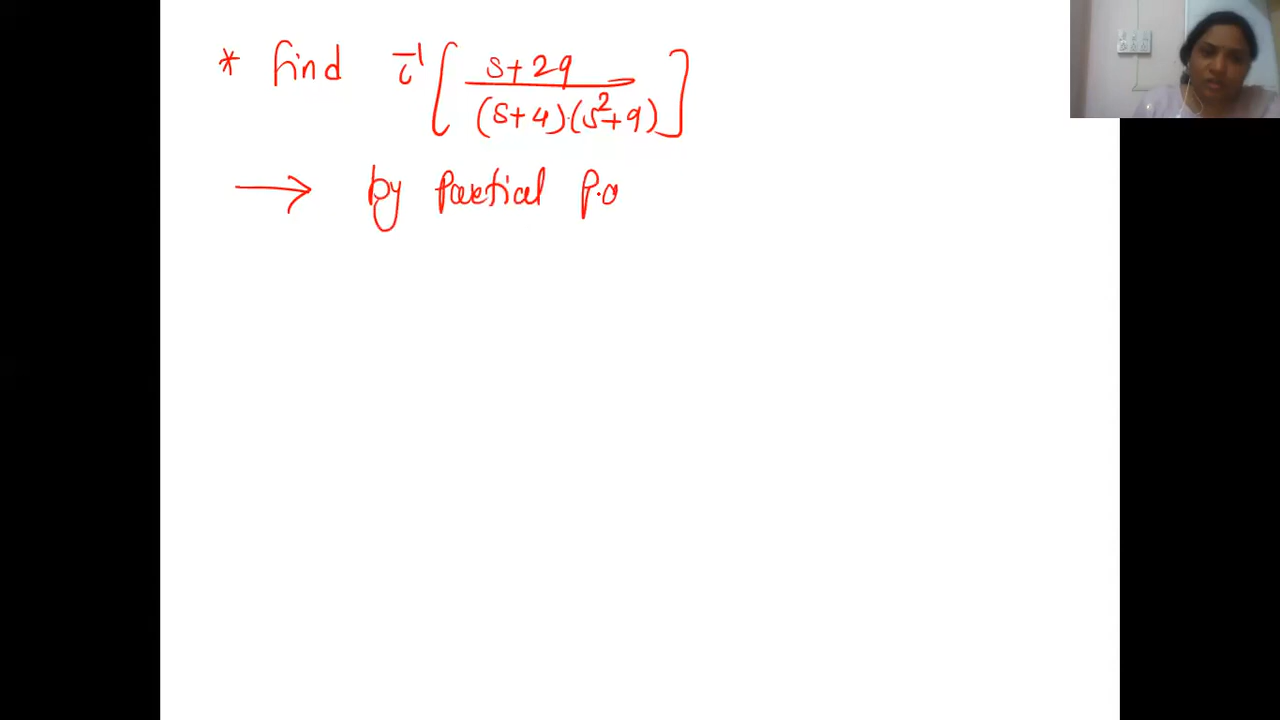 * find L⁻¹[ s+29 / (s+4)(s²+9) ]
→ by partial